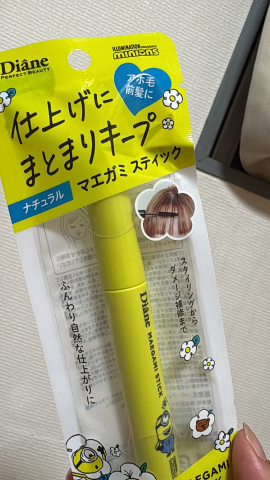 Diane
PERFECT BEAUTY
ILLUMINATION PRESENTS
minions
アホ毛
前髪に
仕上げに
まとまりキープ
ナチュラル
マエガミ スティック
スタイリングから
ダメージ補修まで
ふんわり自然な仕上がりに
Diane
MAEGAMI STICK